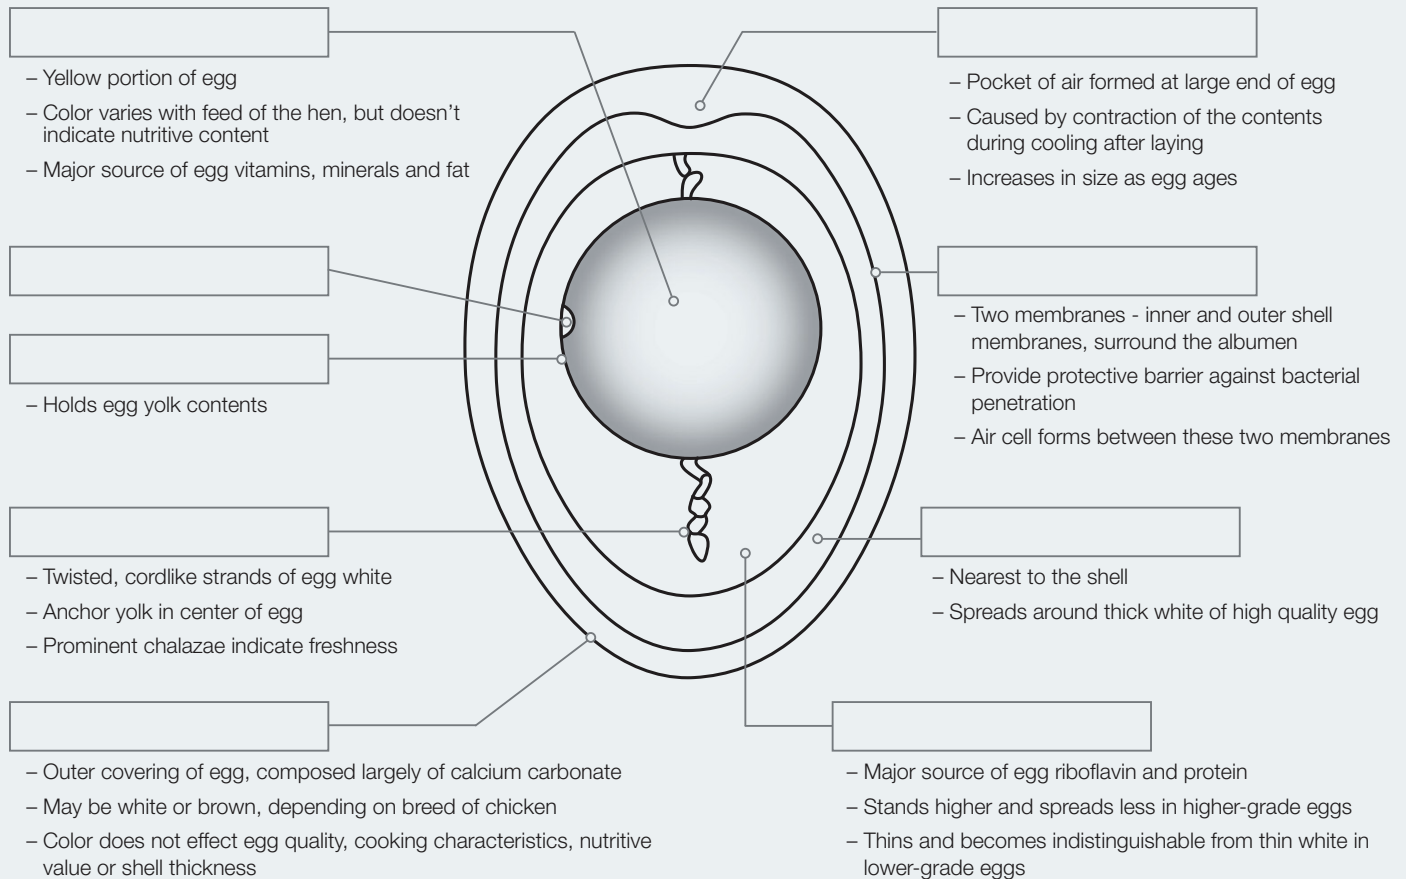 – Yellow portion of egg
– Color varies with feed of the hen, but doesn't
indicate nutritive content
– Major source of egg vitamins, minerals and fat
– Holds egg yolk contents
– Twisted, cordlike strands of egg white
– Anchor yolk in center of egg
– Prominent chalazae indicate freshness
– Outer covering of egg, composed largely of calcium carbonate
– May be white or brown, depending on breed of chicken
– Color does not effect egg quality, cooking characteristics, nutritive
value or shell thickness
– Pocket of air formed at large end of egg
– Caused by contraction of the contents
during cooling after laying
– Increases in size as egg ages
– Two membranes - inner and outer shell
membranes, surround the albumen
– Provide protective barrier against bacterial
penetration
– Air cell forms between these two membranes
– Nearest to the shell
– Spreads around thick white of high quality egg
– Major source of egg riboflavin and protein
– Stands higher and spreads less in higher-grade eggs
– Thins and becomes indistinguishable from thin white in
lower-grade eggs